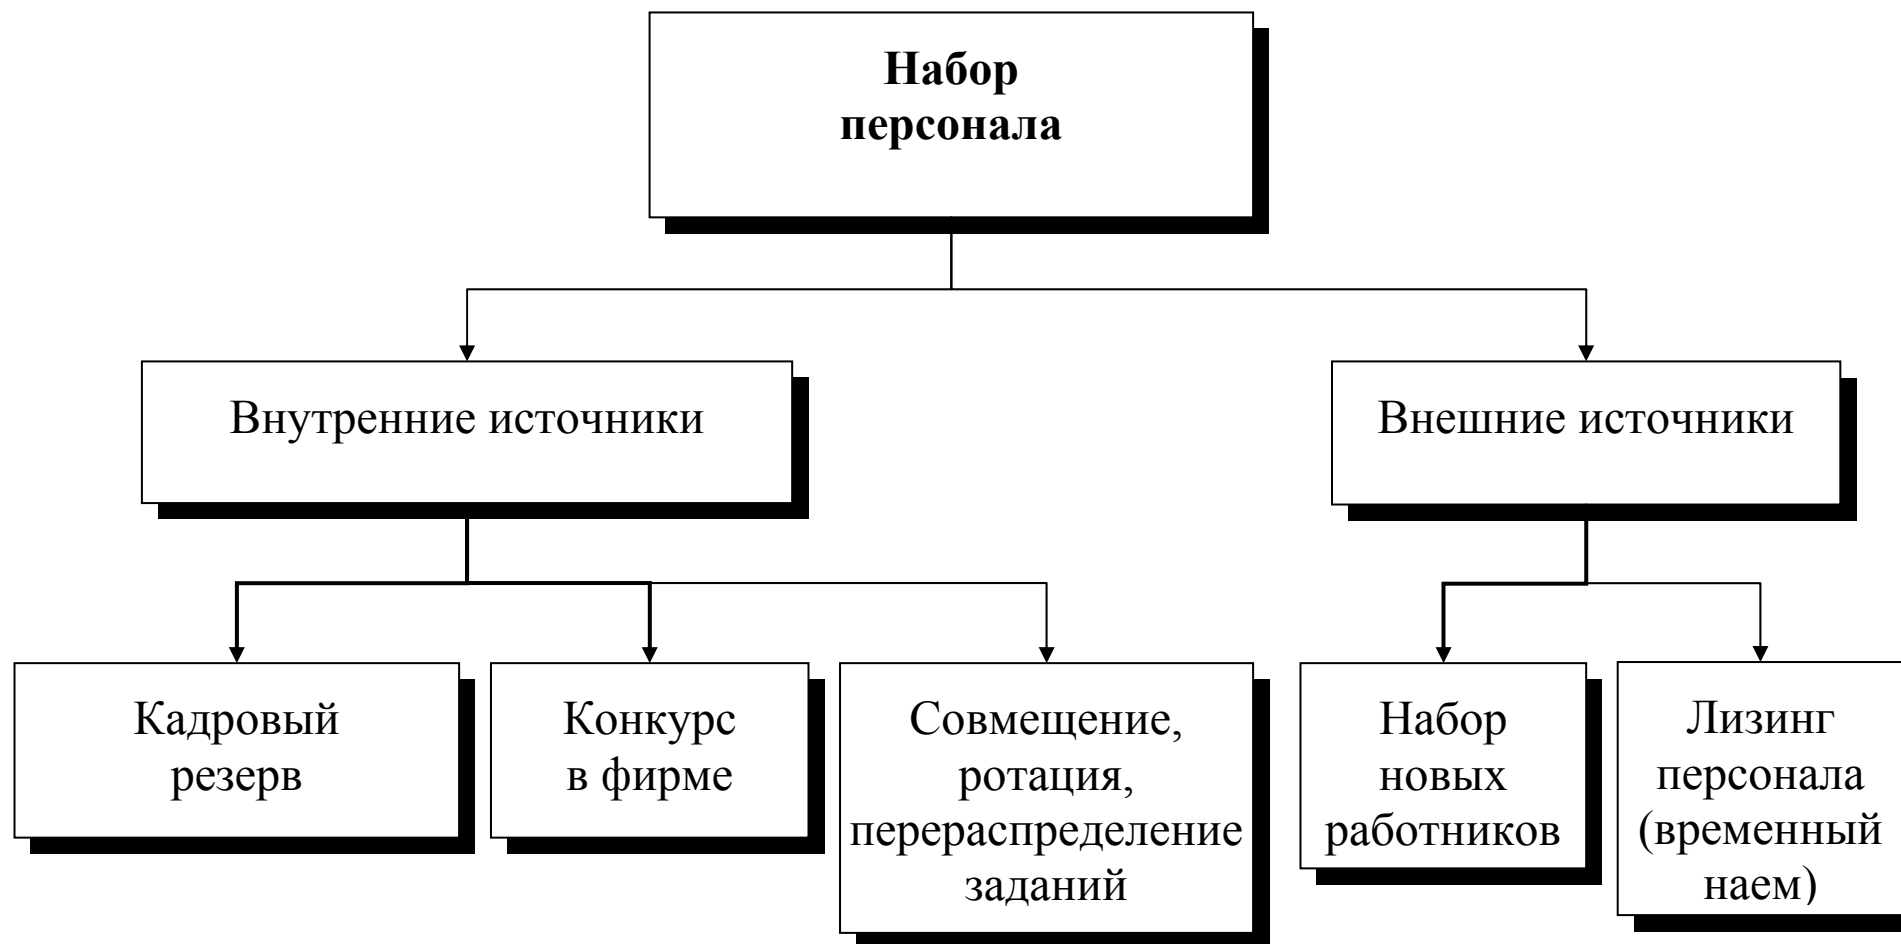 Набор
персонала
Внутренние источники
Внешние источники
Кадровый
резерв
Конкурс
в фирме
Совмещение,
ротация,
перераспределение
заданий
Набор
новых
работников
Лизинг
персонала
(временный
наем)